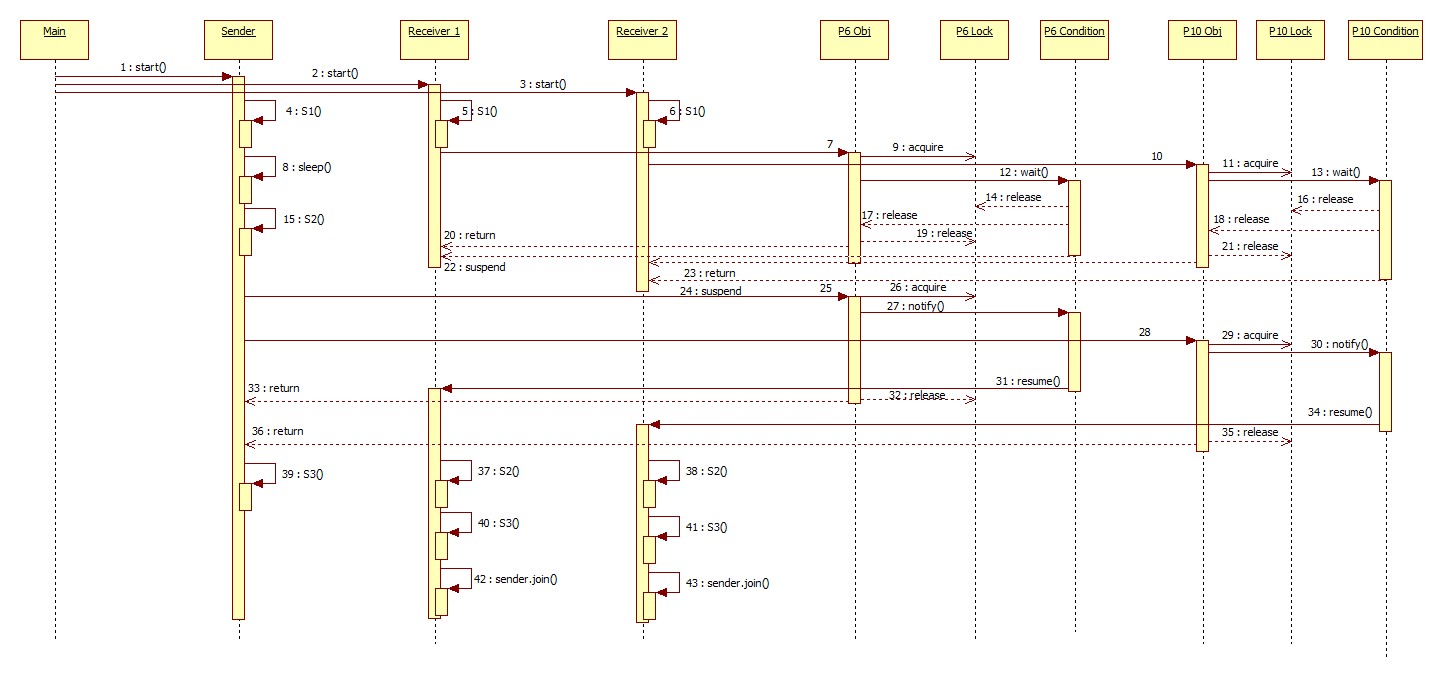 Main
Sender
Receiver 1
Receiver 2
P6 Obj
P6 Lock
P6 Condition
P10 Obj
P10 Lock
P10 Condition
1 : start()
2 : start()
3 : start()
4 : S1()
5 : S1()
6 : S1()
7
8 : sleep()
9 : acquire
10
11 : acquire
12 : wait()
13 : wait()
14 : release
15 : S2()
16 : release
17 : release
18 : release
19 : release
20 : return
21 : release
22 : suspend
23 : return
24 : suspend
25
26 : acquire
27 : notify()
28
29 : acquire
30 : notify()
31 : resume()
32 : release
33 : return
34 : resume()
35 : release
36 : return
37 : S2()
38 : S2()
39 : S3()
40 : S3()
41 : S3()
42 : sender.join()
43 : sender.join()